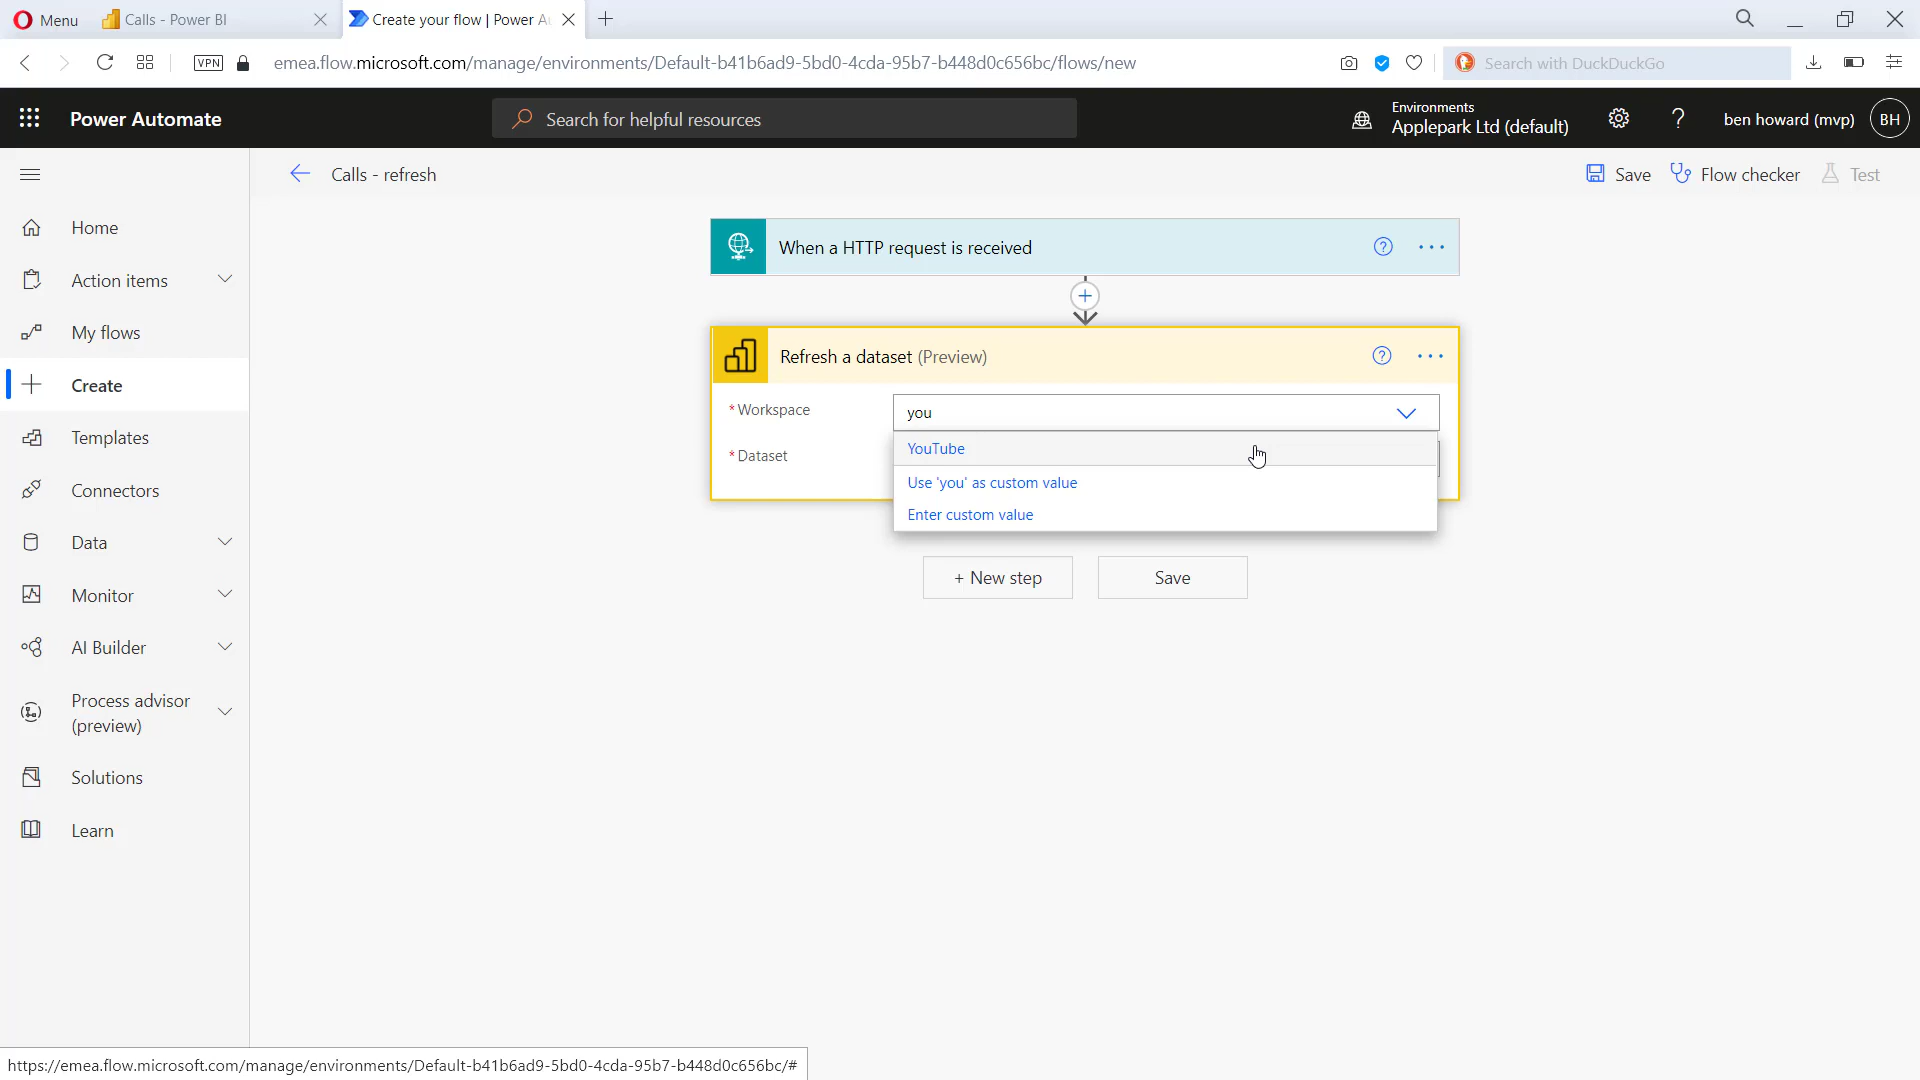 Menu
Calls - Power BI
Create your flow | Power Au
VPN
emea.flow.microsoft.com/manage/environments/Default-b41b6ad9-5bd0-4cda-95b7-b448d0c656bc/flows/new
Search with DuckDuckGo
Power Automate
Search for helpful resources
Environments
Applepark Ltd (default)
?
ben howard (mvp)
BH
Calls - refresh
Save
Flow checker
Test
Home
Action items
My flows
Create
Templates
Connectors
Data
Monitor
AI Builder
Process advisor
(preview)
Solutions
Learn
When a HTTP request is received
?
...
Refresh a dataset (Preview)
?
...
* Workspace
you
* Dataset
YouTube
Use 'you' as custom value
Enter custom value
+ New step
Save
https://emea.flow.microsoft.com/manage/environments/Default-b41b6ad9-5bd0-4cda-95b7-b448d0c656bc/#